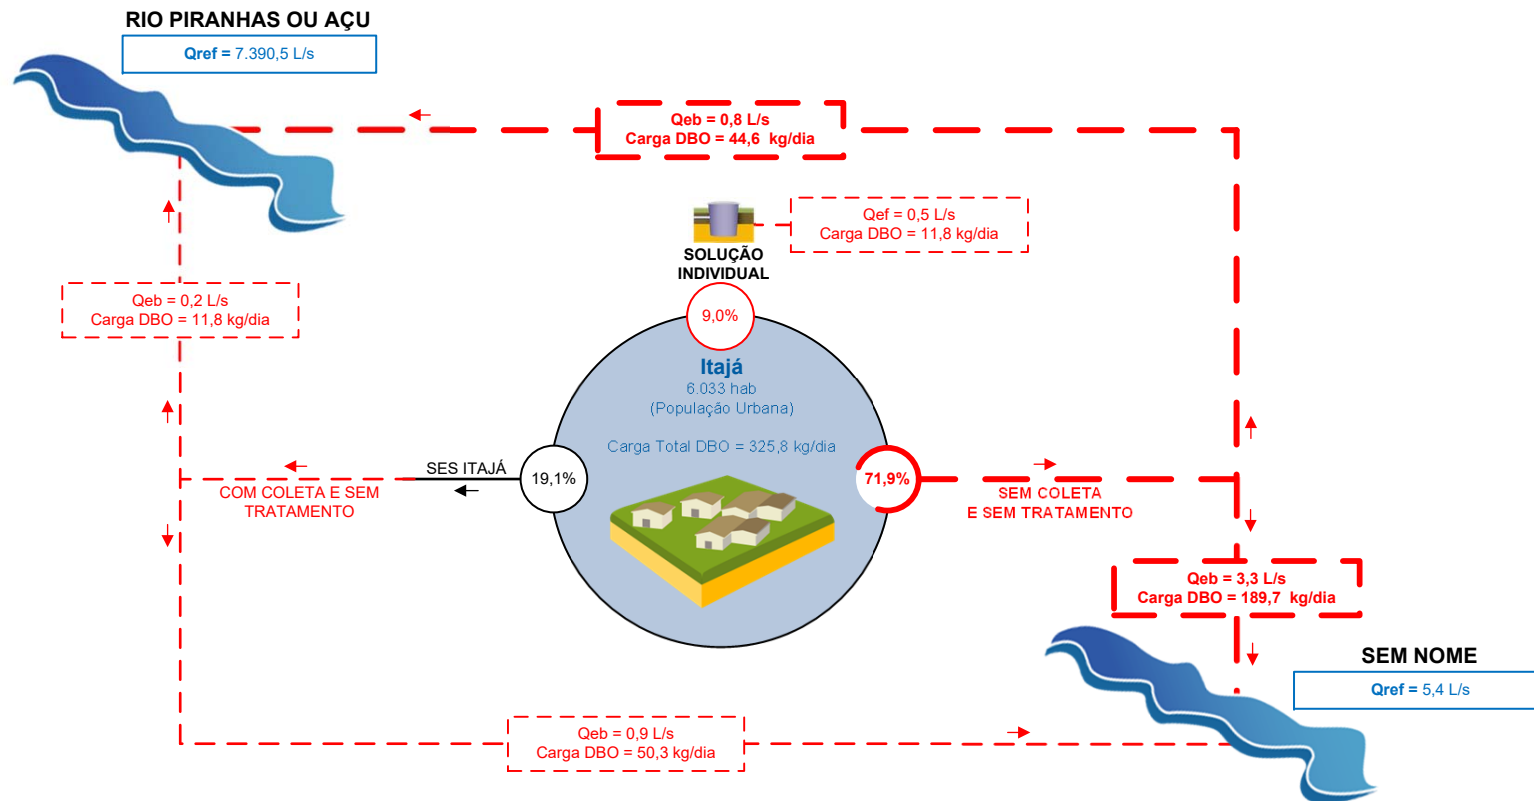 RIO PIRANHAS OU AÇU
Qref = 7.390,5 L/s
Qeb = 0,8 L/s
Carga DBO = 44,6 kg/dia
Qef = 0,5 L/s
Carga DBO = 11,8 kg/dia
SOLUÇÃO
INDIVIDUAL
9,0%
Qeb = 0,2 L/s
Carga DBO = 11,8 kg/dia
Itajá
6.033 hab
(População Urbana)
Carga Total DBO = 325,8 kg/dia
SES ITAJÁ
19,1%
71,9%
COM COLETA E SEM
TRATAMENTO
SEM COLETA
E SEM TRATAMENTO
Qeb = 3,3 L/s
Carga DBO = 189,7 kg/dia
SEM NOME
Qref = 5,4 L/s
Qeb = 0,9 L/s
Carga DBO = 50,3 kg/dia